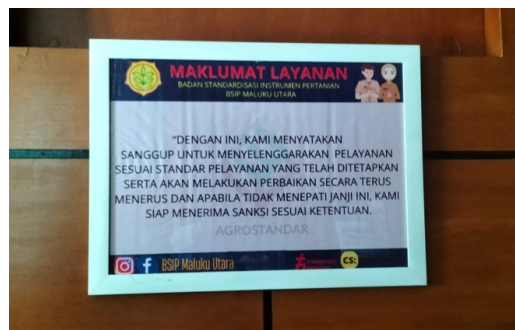 MAKLUMAT LAYANAN
BADAN STANDARDISASI INSTRUMEN PERTANIAN
BSIP MALUKU UTARA
"DENGAN INI, KAMI MENYATAKAN
SANGGUP UNTUK MENYELENGGARAKAN PELAYANAN
SESUAI STANDAR PELAYANAN YANG TELAH DITETAPKAN
SERTA AKAN MELAKUKAN PERBAIKAN SECARA TERUS
MENERUS DAN APABILA TIDAK MENEPATI JANJI INI, KAMI
SIAP MENERIMA SANKSI SESUAI KETENTUAN.
AGROSTANDAR
BSIP Maluku Utara
CS: